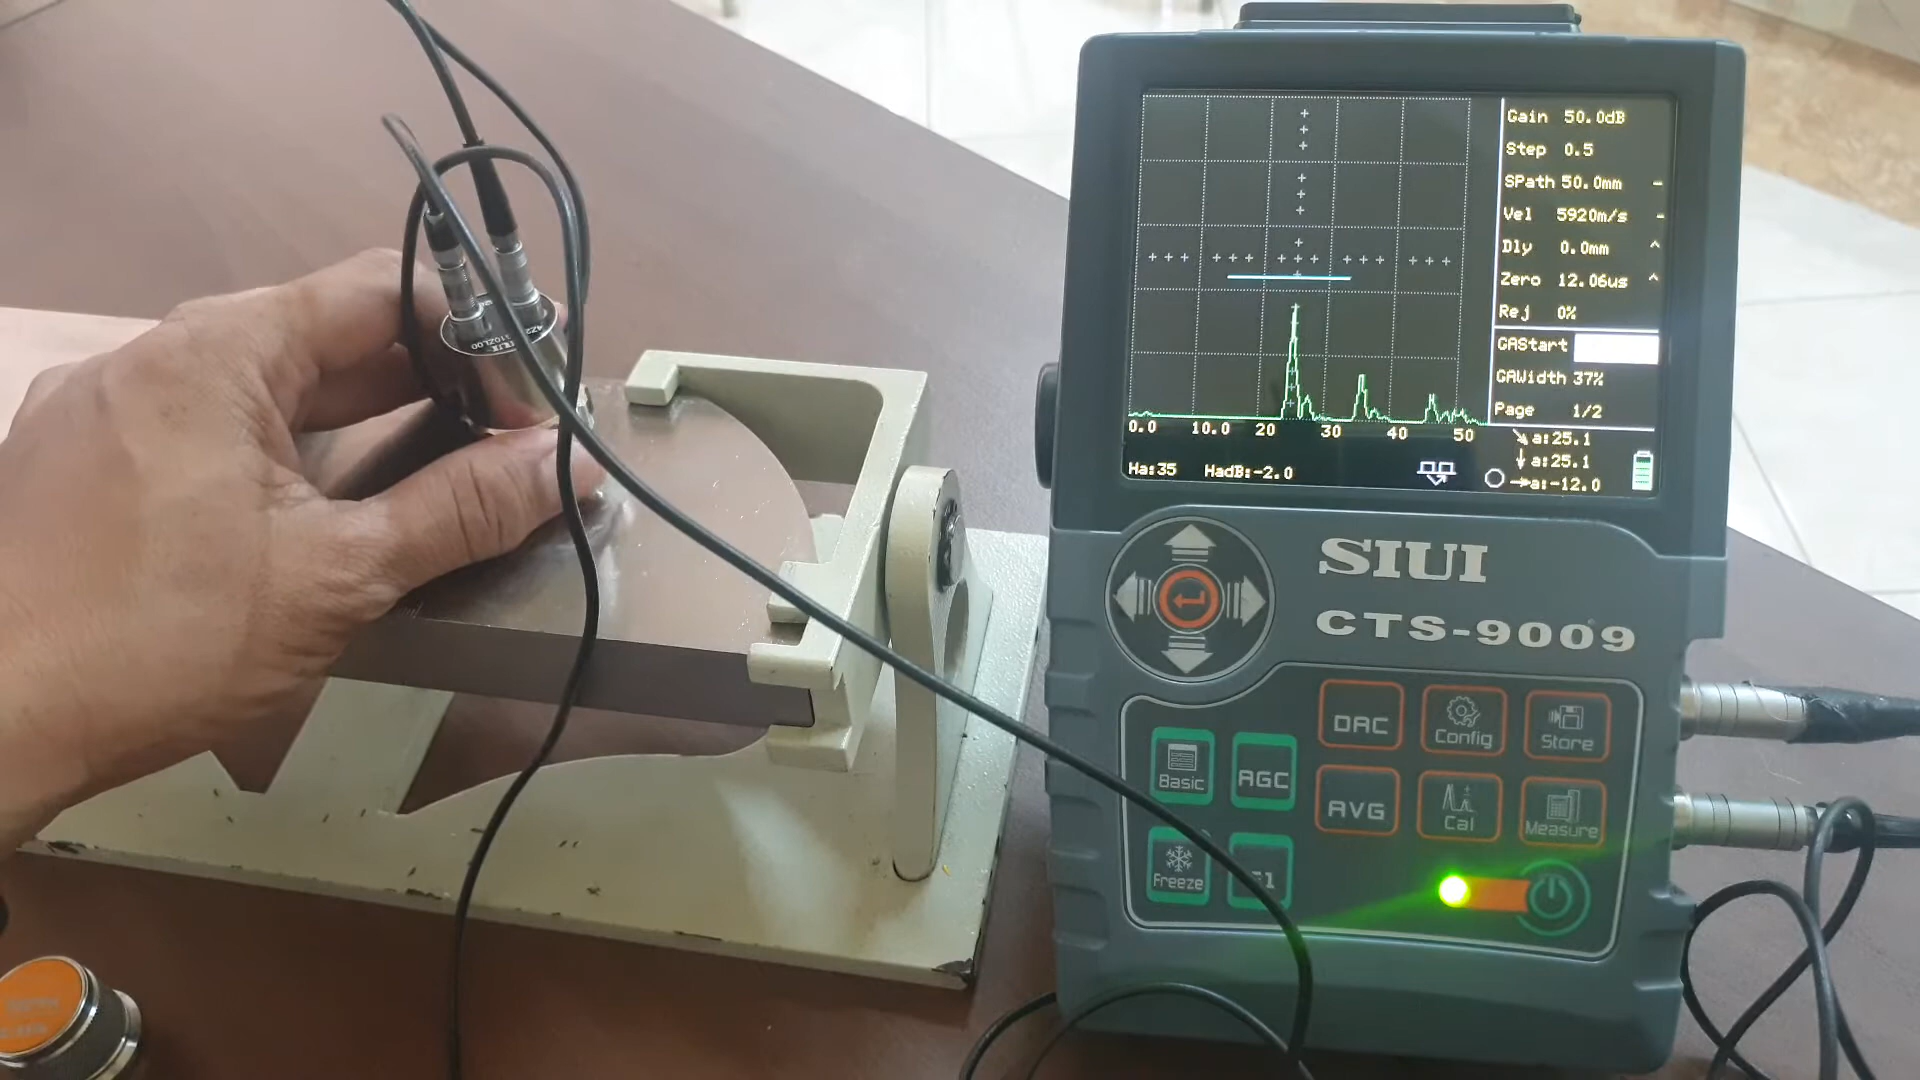 Gain 50.0dB
Step 0.5
SPath 50.0mm -
Vel 5920m/s -
Dly 0.0mm ^
Zero 12.06us ^
Rej 0%
GAStart
GAWidth 37%
Page 1/2
0.0 10.0 20 30 40 50
a:25.1
a:25.1
a:-12.0
Ha:35 HadB:-2.0
SIUI
CTS-9009
DAC
Config
Store
Basic
AGC
AVG
Cal
Measure
Freeze